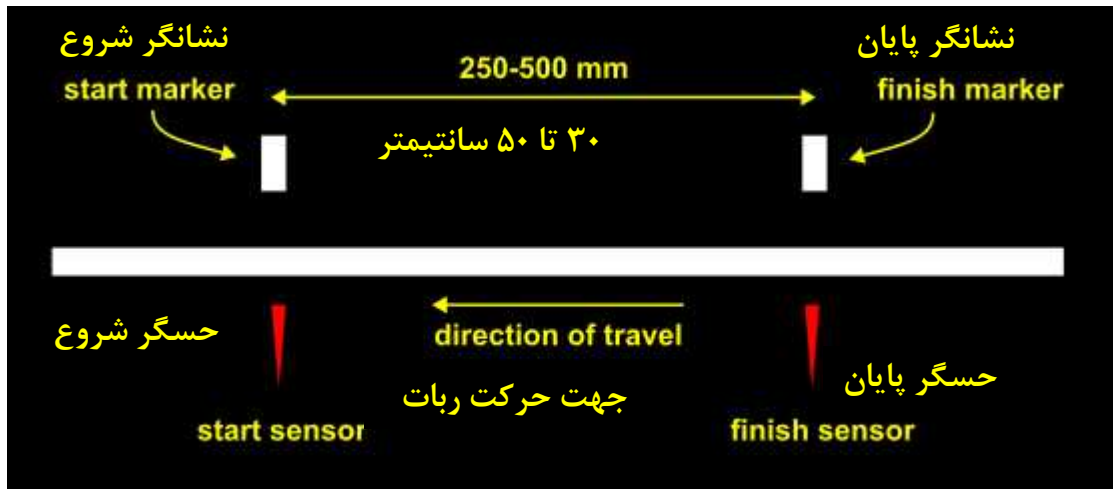 نشانگر شروع
نشانگر پایان
250-500 mm
start marker
finish marker
۳۰ تا ۵۰ سانتیمتر
حسگر شروع
direction of travel
حسگر پایان
جهت حرکت ربات
start sensor
finish sensor